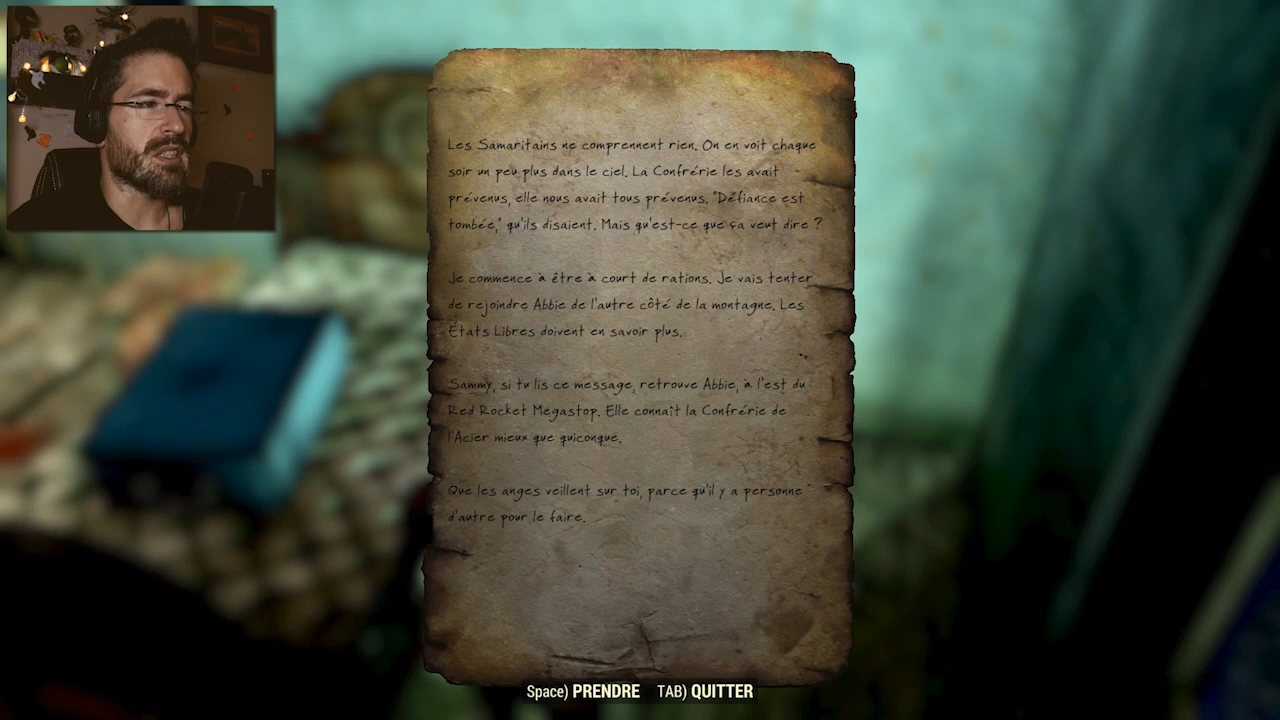 Les Samaritains ne comprennent rien. On en voit chaque
soir un peu plus dans le ciel. La Confrérie les avait
prévenus, elle nous avait tous prévenus. "Défiance est
tombée," qu'ils disaient. Mais qu'est-ce que ça veut dire ?
Je commence à être à court de rations. Je vais tenter
de rejoindre Abbie de l'autre côté de la montagne. Les
États Libres doivent en savoir plus.
Sammy, si tu lis ce message, retrouve Abbie, à l'est du
Red Rocket Megastop. Elle connait la Confrérie de
l'Acier mieux que quiconque.
Que les anges veillent sur toi, parce qu'il y a personne
d'autre pour le faire.
Space) PRENDRE TAB) QUITTER